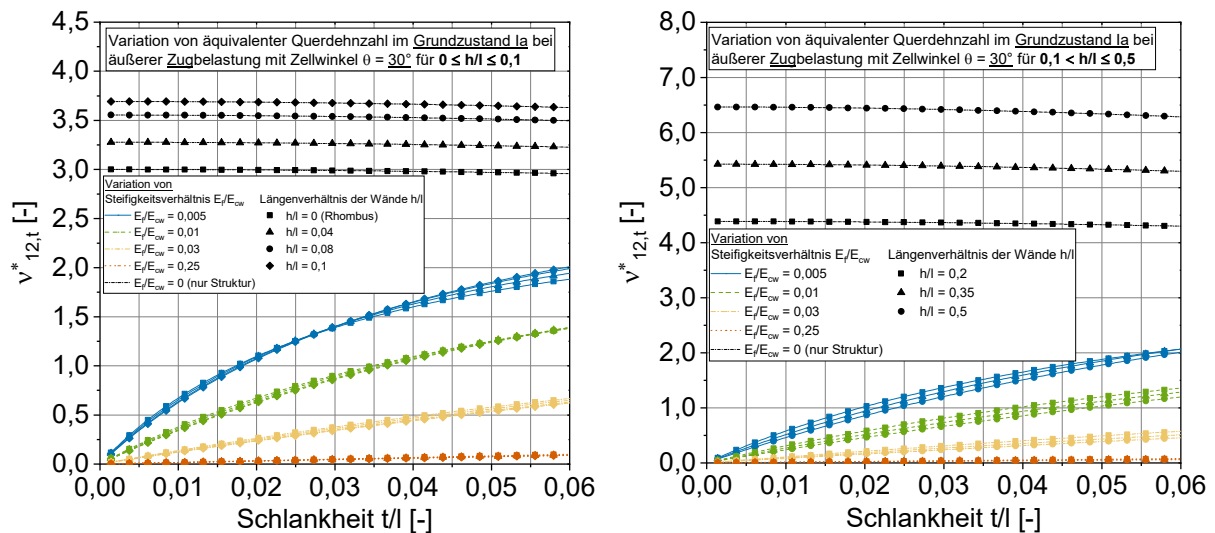 Variation von äquivalenter Querdehnzahl im Grundzustand Ia bei
äußerer Zugbelastung mit Zellwinkel θ = 30° für 0 ≤ h/l ≤ 0,1
4,5
4,0
3,5
3,0
2,5
2,0
1,5
1,0
0,5
0,0
ν*12,t [-]
Variation von
Steifigkeitsverhältnis Ef/Ecw
Ef/Ecw = 0,005
Ef/Ecw = 0,01
Ef/Ecw = 0,03
Ef/Ecw = 0,25
Ef/Ecw = 0 (nur Struktur)
Längenverhältnis der Wände h/l
h/l = 0 (Rhombus)
h/l = 0,04
h/l = 0,08
h/l = 0,1
0,00 0,01 0,02 0,03 0,04 0,05 0,06
Schlankheit t/l [-]
Variation von äquivalenter Querdehnzahl im Grundzustand Ia bei
äußerer Zugbelastung mit Zellwinkel θ = 30° für 0,1 < h/l ≤ 0,5
8,0
7,0
6,0
5,0
4,0
3,0
2,0
1,0
0,0
ν*12,t [-]
Variation von
Steifigkeitsverhältnis Ef/Ecw
Ef/Ecw = 0,005
Ef/Ecw = 0,01
Ef/Ecw = 0,03
Ef/Ecw = 0,25
Ef/Ecw = 0 (nur Struktur)
Längenverhältnis der Wände h/l
h/l = 0,2
h/l = 0,35
h/l = 0,5
0,00 0,01 0,02 0,03 0,04 0,05 0,06
Schlankheit t/l [-]